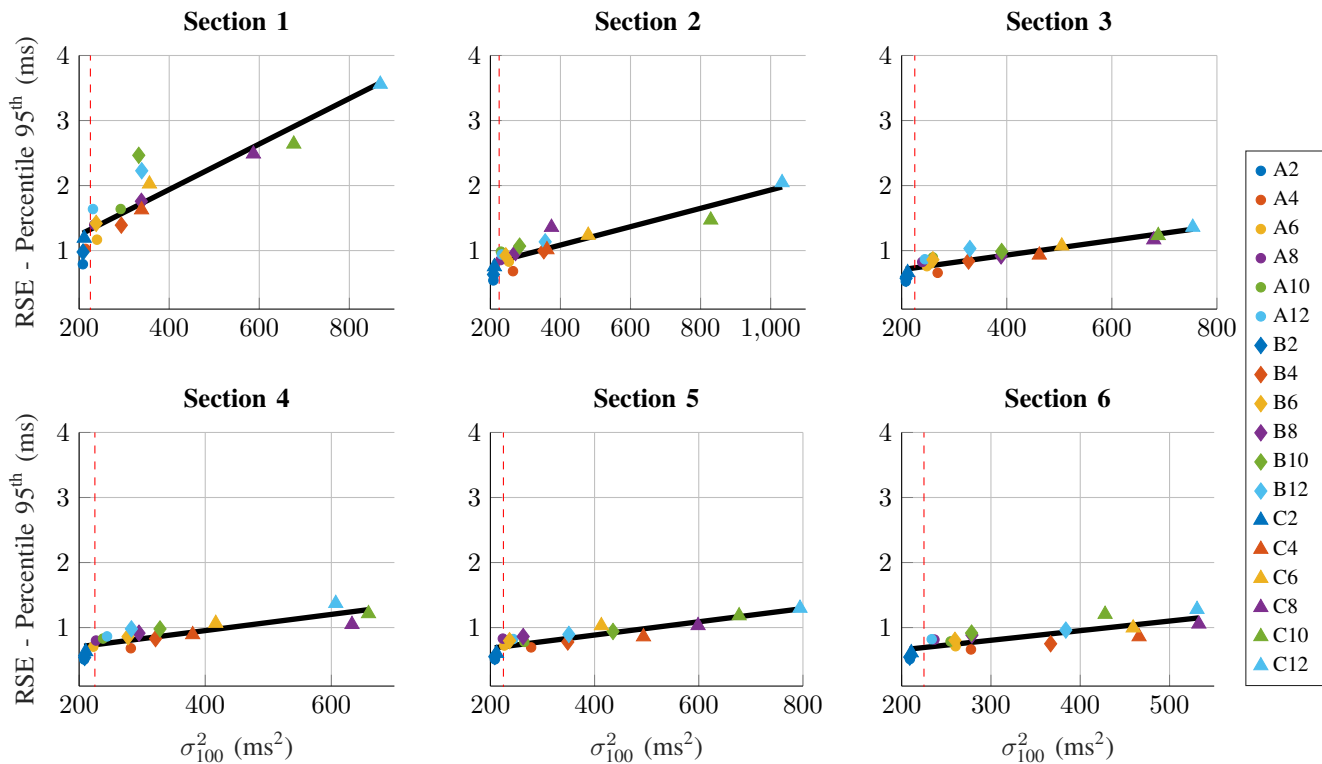 Section 1
Section 2
Section 3
RSE - Percentile 95th (ms)
4
3
2
1
200 400 600 800
4
3
2
1
200 400 600 800 1,000
4
3
2
1
200 400 600 800
Section 4
Section 5
Section 6
RSE - Percentile 95th (ms)
4
3
2
1
200 400 600
σ²₁₀₀ (ms²)
4
3
2
1
200 400 600 800
σ²₁₀₀ (ms²)
4
3
2
1
200 300 400 500
σ²₁₀₀ (ms²)
A2
A4
A6
A8
A10
A12
B2
B4
B6
B8
B10
B12
C2
C4
C6
C8
C10
C12